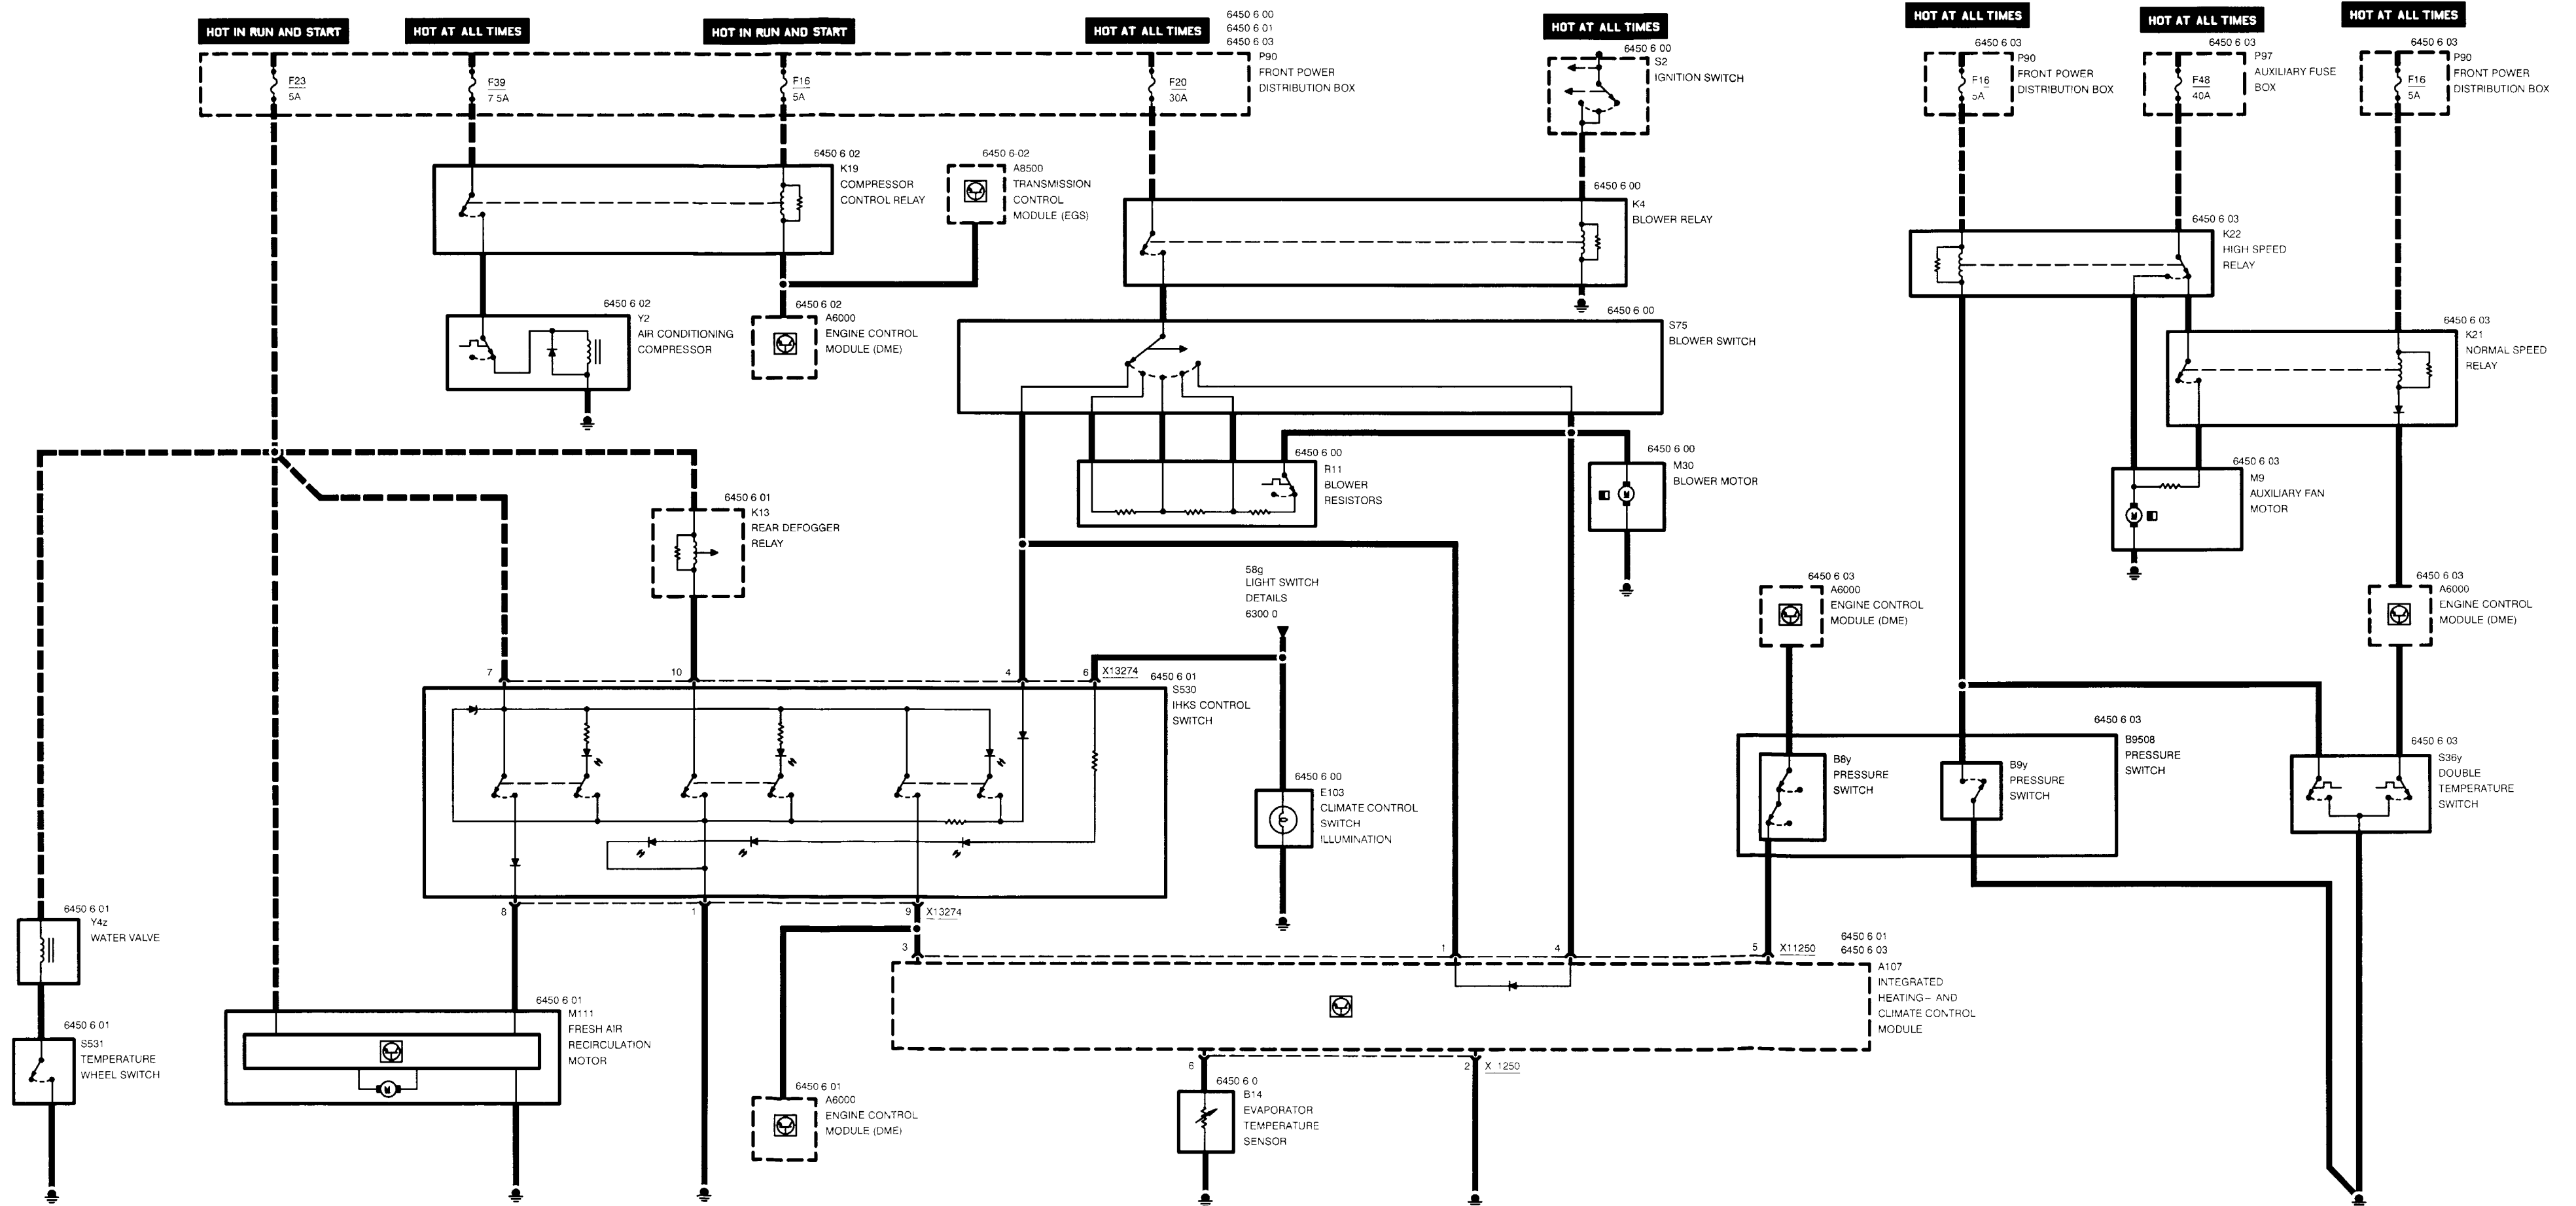 HOT IN RUN AND START
HOT AT ALL TIMES
HOT IN RUN AND START
HOT AT ALL TIMES
6450 6 00
6450 6 01
6450 6 03
HOT AT ALL TIMES
HOT AT ALL TIMES
HOT AT ALL TIMES
HOT AT ALL TIMES
F23
5A
F39
7 5A
F16
5A
F20
30A
P90
FRONT POWER
DISTRIBUTION BOX
6450 6 00
S2
IGNITION SWITCH
6450 6 03
F16
5A
P90
FRONT POWER
DISTRIBUTION BOX
6450 6 03
F48
40A
P97
AUXILIARY FUSE
BOX
6450 6 03
F16
5A
P90
FRONT POWER
DISTRIBUTION BOX
6450 6 02
K19
COMPRESSOR
CONTROL RELAY
6450 6-02
A8500
TRANSMISSION
CONTROL
MODULE (EGS)
6450 6 00
K4
BLOWER RELAY
6450 6 03
K22
HIGH SPEED
RELAY
6450 6 02
Y2
AIR CONDITIONING
COMPRESSOR
6450 6 02
A6000
ENGINE CONTROL
MODULE (DME)
6450 6 00
S75
BLOWER SWITCH
6450 6 03
K21
NORMAL SPEED
RELAY
6450 6 00
R11
BLOWER
RESISTORS
6450 6 00
M30
BLOWER MOTOR
M
6450 6 03
M9
AUXILIARY FAN
MOTOR
M
6450 6 01
K13
REAR DEFOGGER
RELAY
58g
LIGHT SWITCH
DETAILS
6300 0
6450 6 03
A6000
ENGINE CONTROL
MODULE (DME)
6450 6 03
A6000
ENGINE CONTROL
MODULE (DME)
7
10
4
6
X13274
6450 6 01
S530
IHKS CONTROL
SWITCH
6450 6 03
B9508
PRESSURE
SWITCH
B8y
PRESSURE
SWITCH
B9y
PRESSURE
SWITCH
6450 6 03
S36y
DOUBLE
TEMPERATURE
SWITCH
6450 6 00
E103
CLIMATE CONTROL
SWITCH
ILLUMINATION
8
1
9
X13274
6450 6 01
Y4z
WATER VALVE
3
1
4
5
X11250
6450 6 01
6450 6 03
A107
INTEGRATED
HEATING- AND
CLIMATE CONTROL
MODULE
6450 6 01
S531
TEMPERATURE
WHEEL SWITCH
6450 6 01
M111
FRESH AIR
RECIRCULATION
MOTOR
M
6450 6 01
A6000
ENGINE CONTROL
MODULE (DME)
6
2
X 1250
6450 6 0
B14
EVAPORATOR
TEMPERATURE
SENSOR